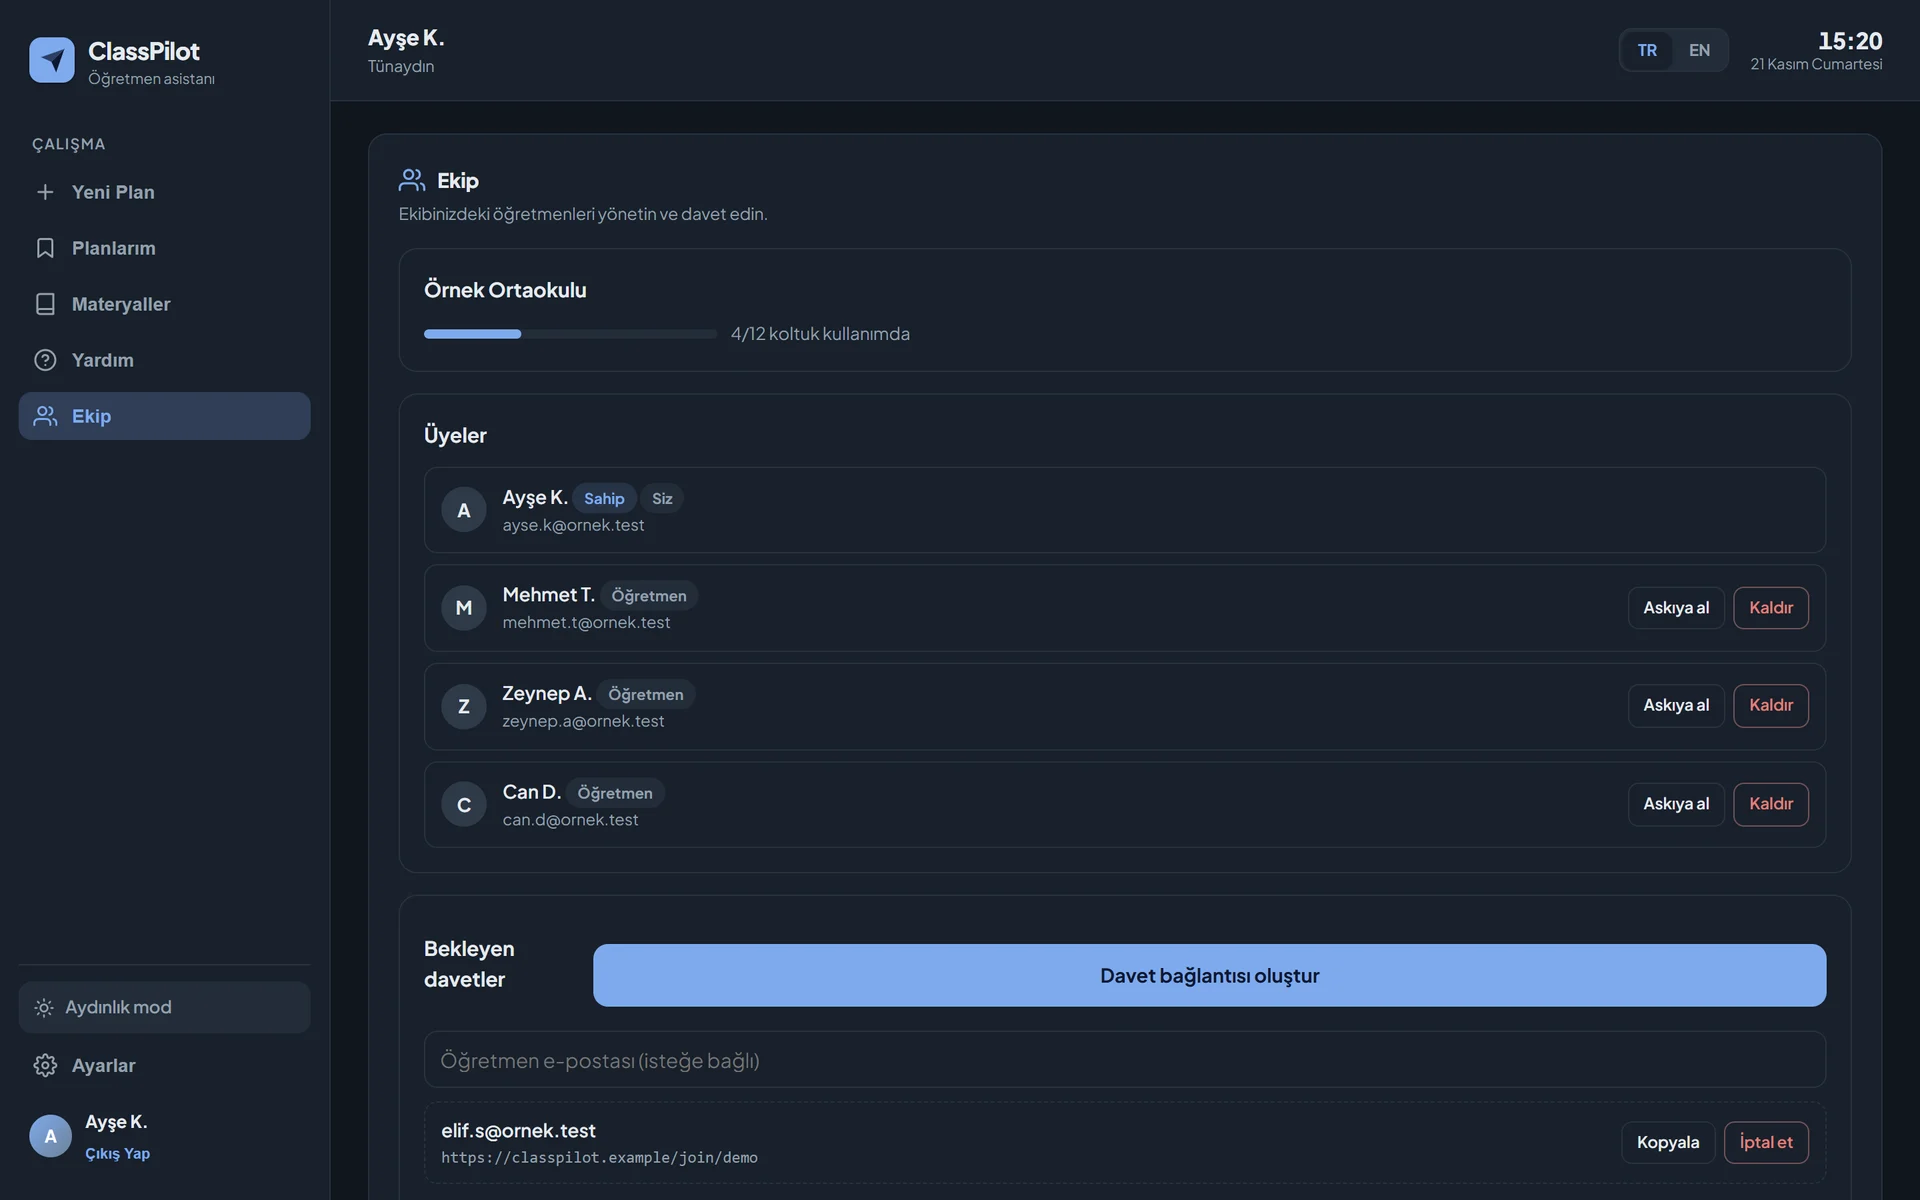 ClassPilot
Öğretmen asistanı
ÇALIŞMA
Yeni Plan
Planlarım
Materyaller
Yardım
Ekip
Aydınlık mod
Ayarlar
A
Ayşe K.
Çıkış Yap
Ayşe K.
Tünaydın
TR EN
15:20
21 Kasım Cumartesi
Ekip
Ekibinizdeki öğretmenleri yönetin ve davet edin.
Örnek Ortaokulu
4/12 koltuk kullanımda
Üyeler
A
Ayşe K. Sahip Siz
ayse.k@ornek.test
M
Mehmet T. Öğretmen
mehmet.t@ornek.test
Askıya al Kaldır
Z
Zeynep A. Öğretmen
zeynep.a@ornek.test
Askıya al Kaldır
C
Can D. Öğretmen
can.d@ornek.test
Askıya al Kaldır
Bekleyen
davetler
Davet bağlantısı oluştur
Öğretmen e-postası (isteğe bağlı)
elif.s@ornek.test
https://classpilot.example/join/demo
Kopyala İptal et